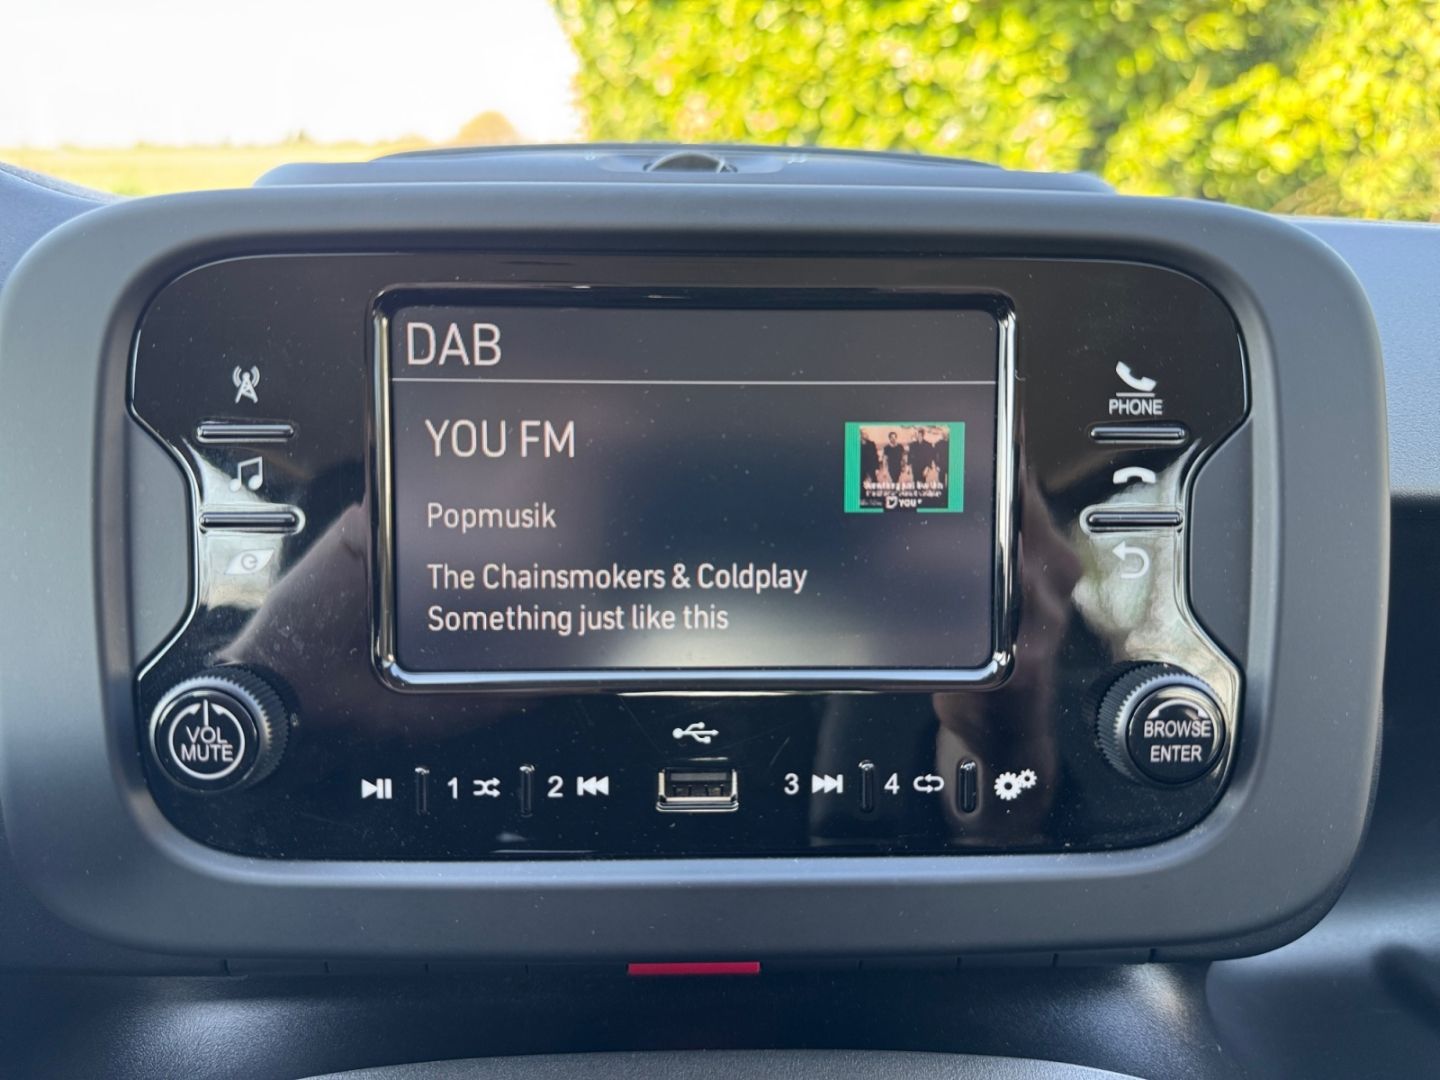 DAB
YOU FM
Popmusik
The Chainsmokers & Coldplay
Something just like this
YOU
PHONE
VOL
MUTE
BROWSE
ENTER
1
2
3
4